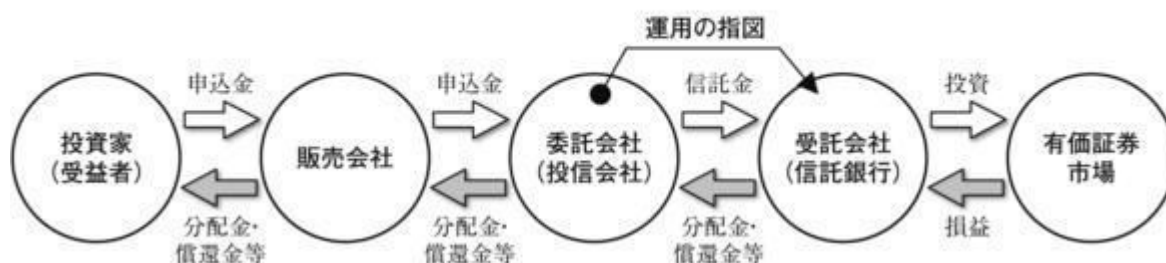 運用の指図
申込金
申込金
信託金
投資
投資家
(受益者)
販売会社
委託会社
(投信会社)
受託会社
(信託銀行)
有価証券
市場
分配金・
償還金等
分配金・
償還金等
分配金・
償還金等
損益